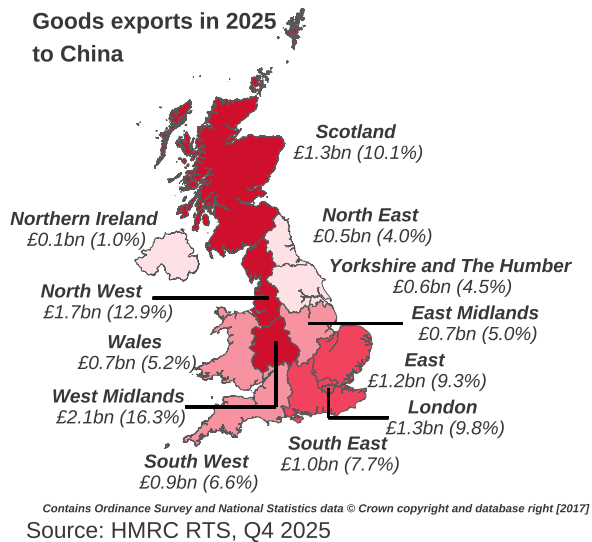 Goods exports in 2025
to China
Scotland
£1.3bn (10.1%)
Northern Ireland
£0.1bn (1.0%)
North East
£0.5bn (4.0%)
Yorkshire and The Humber
£0.6bn (4.5%)
North West
£1.7bn (12.9%)
East Midlands
£0.7bn (5.0%)
Wales
£0.7bn (5.2%)
East
£1.2bn (9.3%)
West Midlands
£2.1bn (16.3%)
London
£1.3bn (9.8%)
South East
£1.0bn (7.7%)
South West
£0.9bn (6.6%)
Contains Ordinance Survey and National Statistics data © Crown copyright and database right [2017]
Source: HMRC RTS, Q4 2025